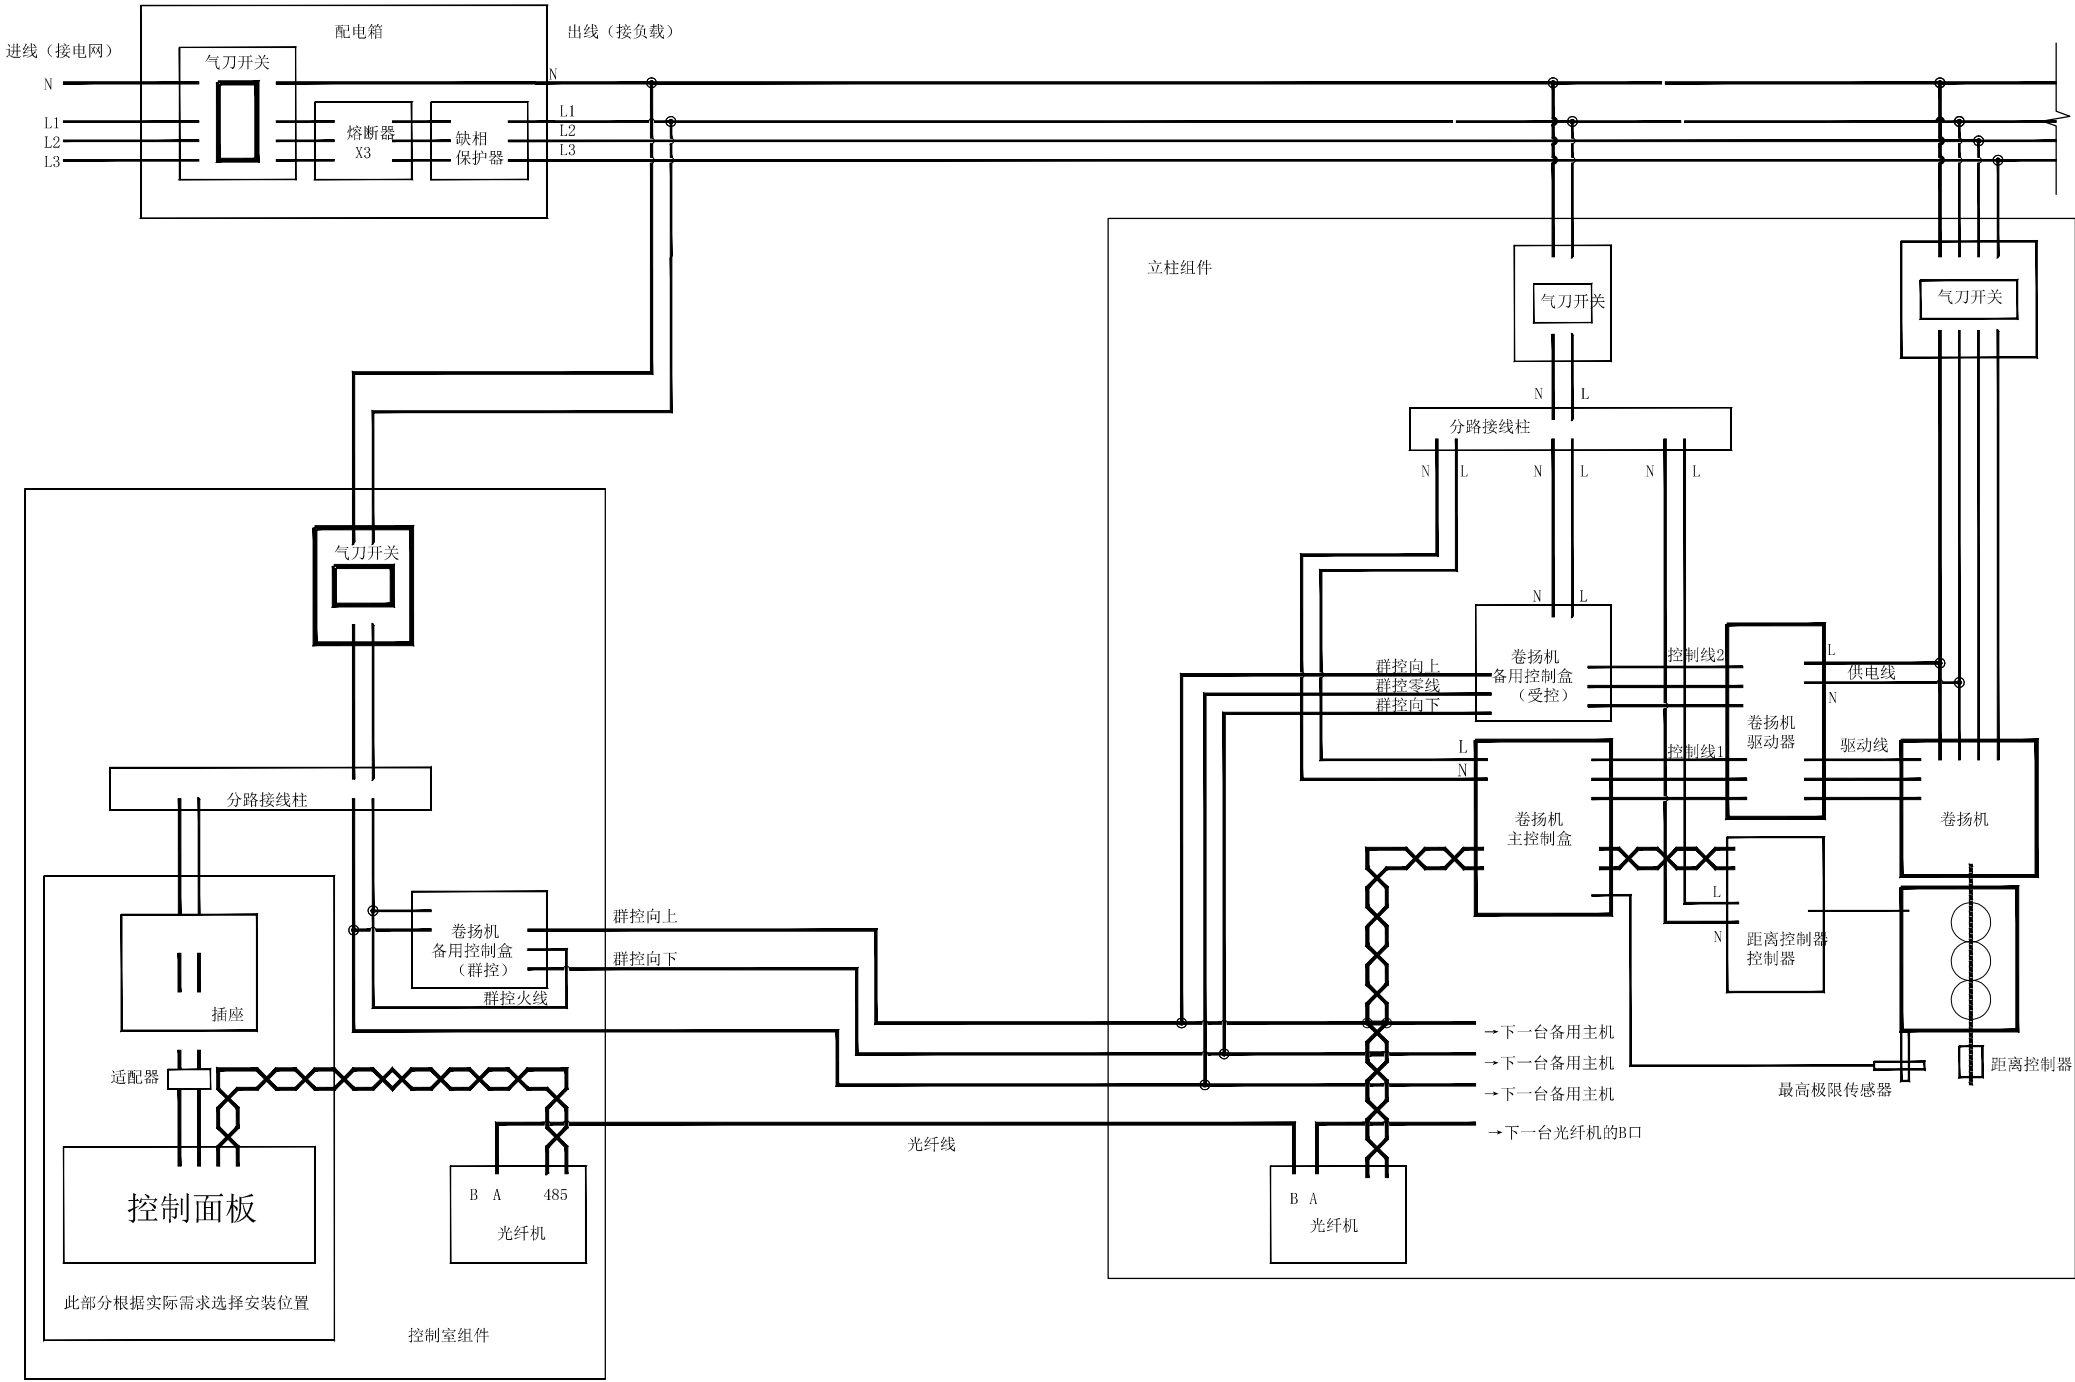 配电箱
出线（接负载）
进线（接电网）
气刀开关
N
N
L1
L2
L3
熔断器
X3
缺相
保护器
L1
L2
L3
立柱组件
气刀开关
气刀开关
N
L
分路接线柱
N
L
N
L
N
L
气刀开关
N
L
卷扬机
备用控制盒
（受控）
群控向上
群控零线
群控向下
控制线2
L
供电线
N
卷扬机
驱动器
L
N
控制线1
驱动线
卷扬机
主控制盒
卷扬机
分路接线柱
L
N
距离控制器
控制器
卷扬机
备用控制盒
（群控）
群控向上
群控向下
群控火线
插座
适配器
→下一台备用主机
→下一台备用主机
→下一台备用主机
→下一台光纤机的B口
距离控制器
最高极限传感器
光纤线
控制面板
B
A
485
光纤机
B
A
光纤机
此部分根据实际需求选择安装位置
控制室组件